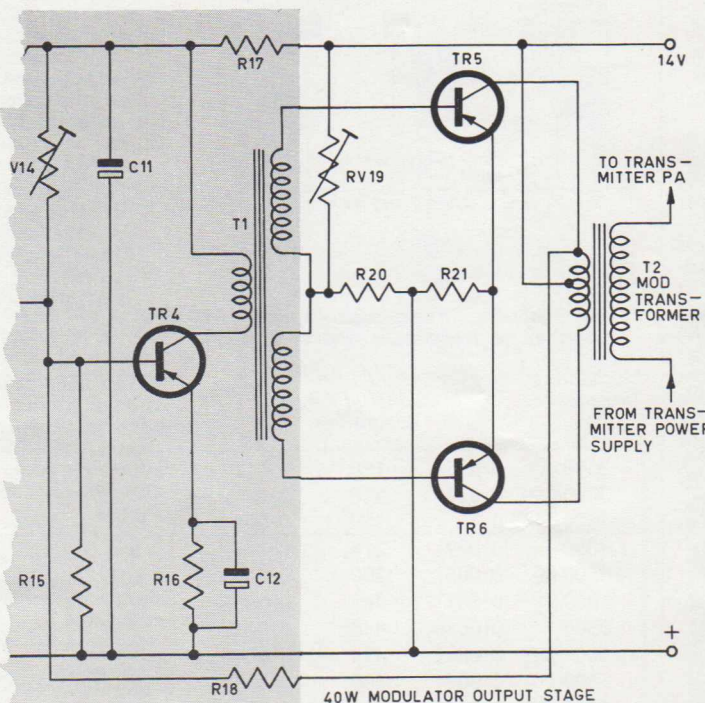 R17
TR5
14V
V14
C11
RV19
TO TRANS-
MITTER PA
T1
R20
R21
T2
MOD
TRANS-
FORMER
TR4
FROM TRANS-
MITTER POWER
SUPPLY
TR6
R15
R16
C12
+
R18
40W MODULATOR OUTPUT STAGE